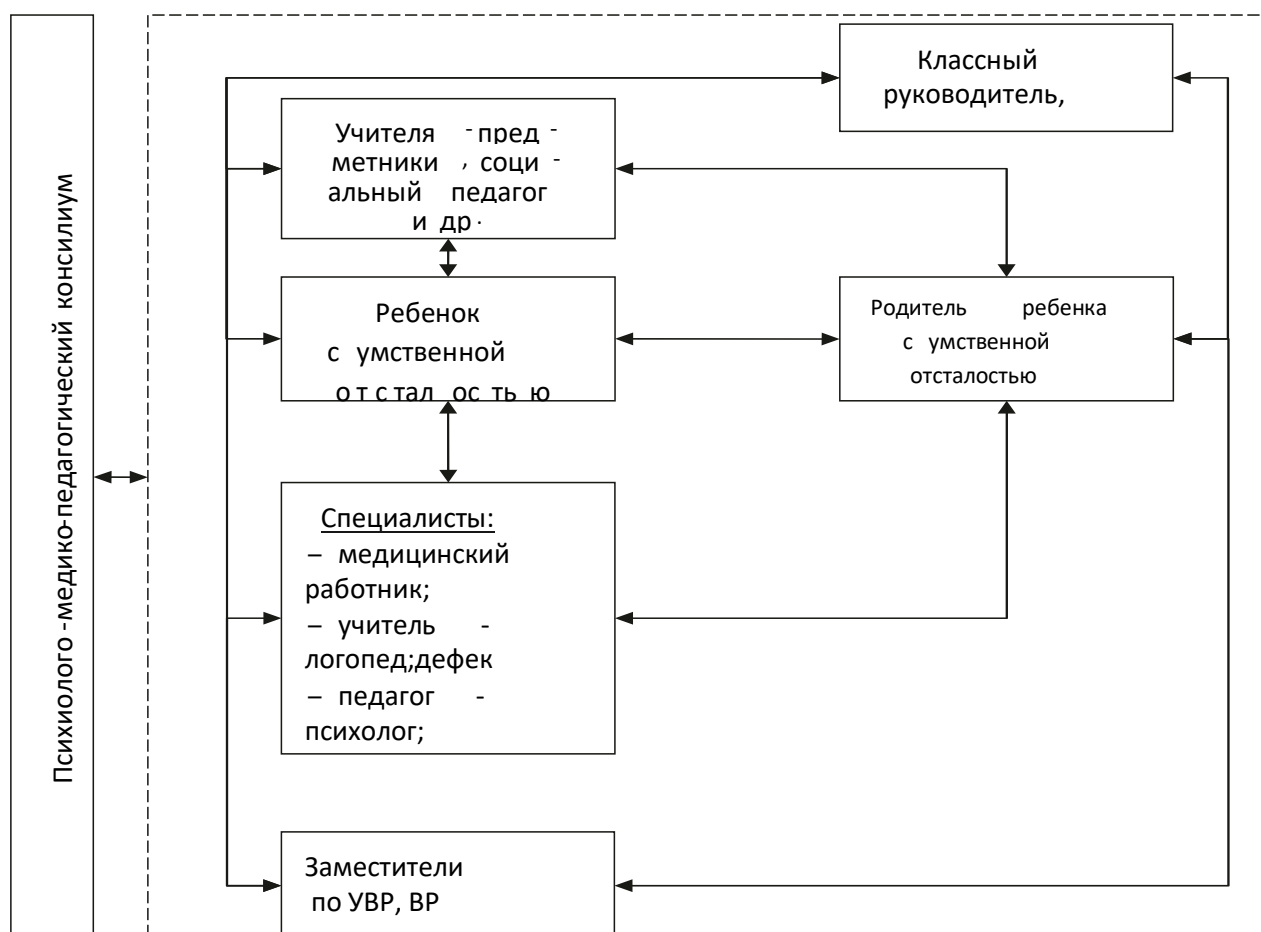 Психиолого-медико-педагогический консилиум
Классный
руководитель,
Учителя -пред-
метники, соци-
альный педагог
и др.
Ребенок
с умственной
отсталостью
Родитель ребенка
с умственной
отсталостью
Специалисты:
– медицинский
работник;
– учитель -
логопед;дефек
– педагог -
психолог;
Заместители
по УВР, ВР